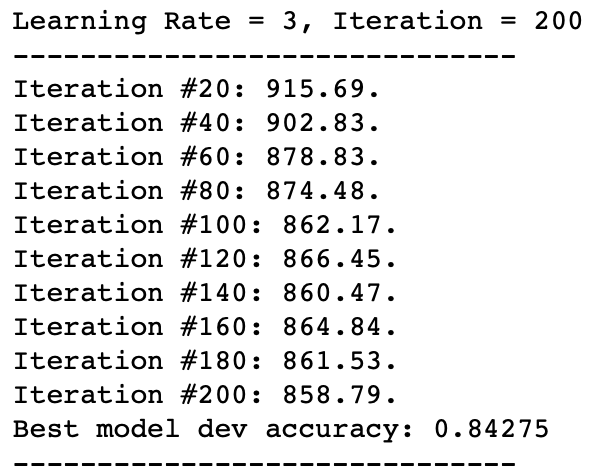 Learning Rate = 3, Iteration = 200
-------------------------------
Iteration #20: 915.69.
Iteration #40: 902.83.
Iteration #60: 878.83.
Iteration #80: 874.48.
Iteration #100: 862.17.
Iteration #120: 866.45.
Iteration #140: 860.47.
Iteration #160: 864.84.
Iteration #180: 861.53.
Iteration #200: 858.79.
Best model dev accuracy: 0.84275
-------------------------------